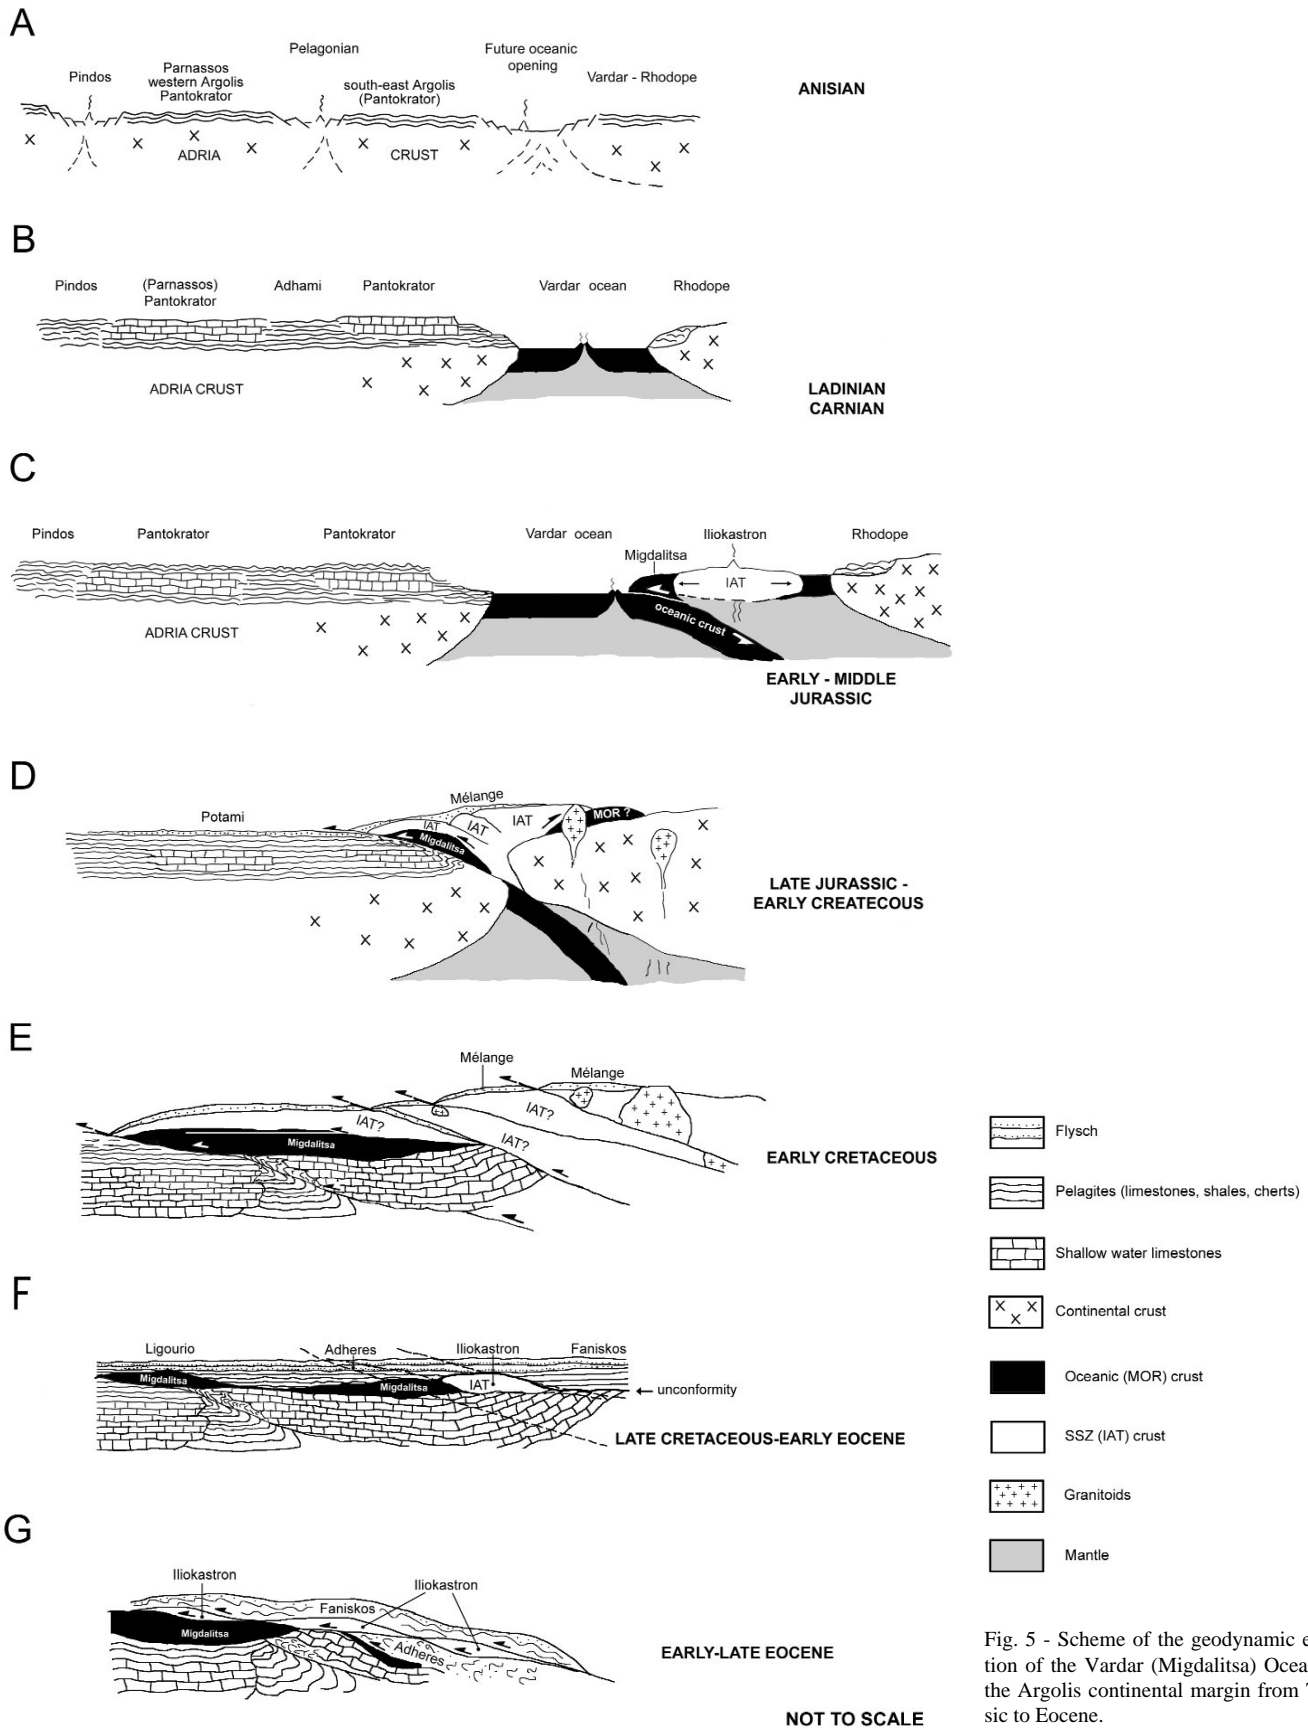 A
Pindos
Parnassos
western Argolis
Pantokrator
Pelagonian
south-east Argolis
(Pantokrator)
Future oceanic
opening
Vardar - Rhodope
ANISIAN
ADRIA
CRUST
B
Pindos
(Parnassos)
Pantokrator
Adhami
Pantokrator
Vardar ocean
Rhodope
ADRIA CRUST
LADINIAN
CARNIAN
C
Pindos
Pantokrator
Pantokrator
Vardar ocean
Migdalitsa
Iliokastron
Rhodope
IAT
oceanic crust
ADRIA CRUST
EARLY - MIDDLE
JURASSIC
D
Potami
Mélange
IAT
IAT
IAT
MOR ?
Migdalitsa
LATE JURASSIC -
EARLY CREATECOUS
E
Mélange
Mélange
IAT?
IAT?
IAT?
Migdalitsa
EARLY CRETACEOUS
F
Ligourio
Adheres
Iliokastron
Faniskos
Migdalitsa
Migdalitsa
IAT
unconformity
LATE CRETACEOUS-EARLY EOCENE
G
Iliokastron
Iliokastron
Faniskos
Migdalitsa
Adheres
EARLY-LATE EOCENE
NOT TO SCALE
Flysch
Pelagites (limestones, shales, cherts)
Shallow water limestones
Continental crust
Oceanic (MOR) crust
SSZ (IAT) crust
Granitoids
Mantle
Fig. 5 - Scheme of the geodynamic e
tion of the Vardar (Migdalitsa) Ocea
the Argolis continental margin from
sic to Eocene.